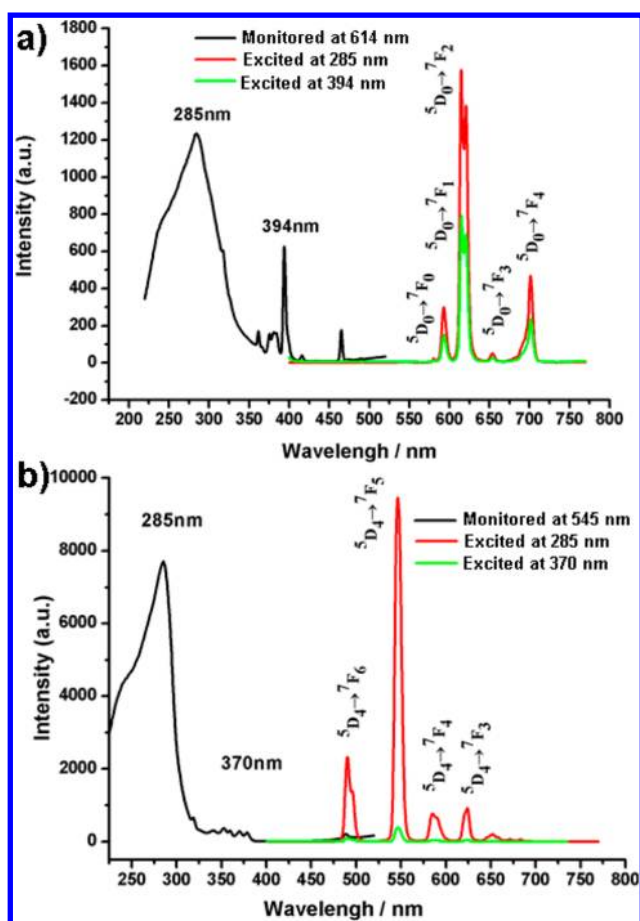 a)
Monitored at 614 nm
Excited at 285 nm
Excited at 394 nm
285nm
394nm
⁵D₀→⁷F₀
⁵D₀→⁷F₁
⁵D₀→⁷F₂
⁵D₀→⁷F₃
⁵D₀→⁷F₄
Intensity (a.u.)
1800
1600
1400
1200
1000
800
600
400
200
0
-200
200 250 300 350 400 450 500 550 600 650 700 750 800
Wavelengh / nm
b)
Monitored at 545 nm
Excited at 285 nm
Excited at 370 nm
285nm
370nm
⁵D₄→⁷F₆
⁵D₄→⁷F₅
⁵D₄→⁷F₄
⁵D₄→⁷F₃
Intensity (a.u.)
10000
8000
6000
4000
2000
0
250 300 350 400 450 500 550 600 650 700 750 800
Wavelengh / nm